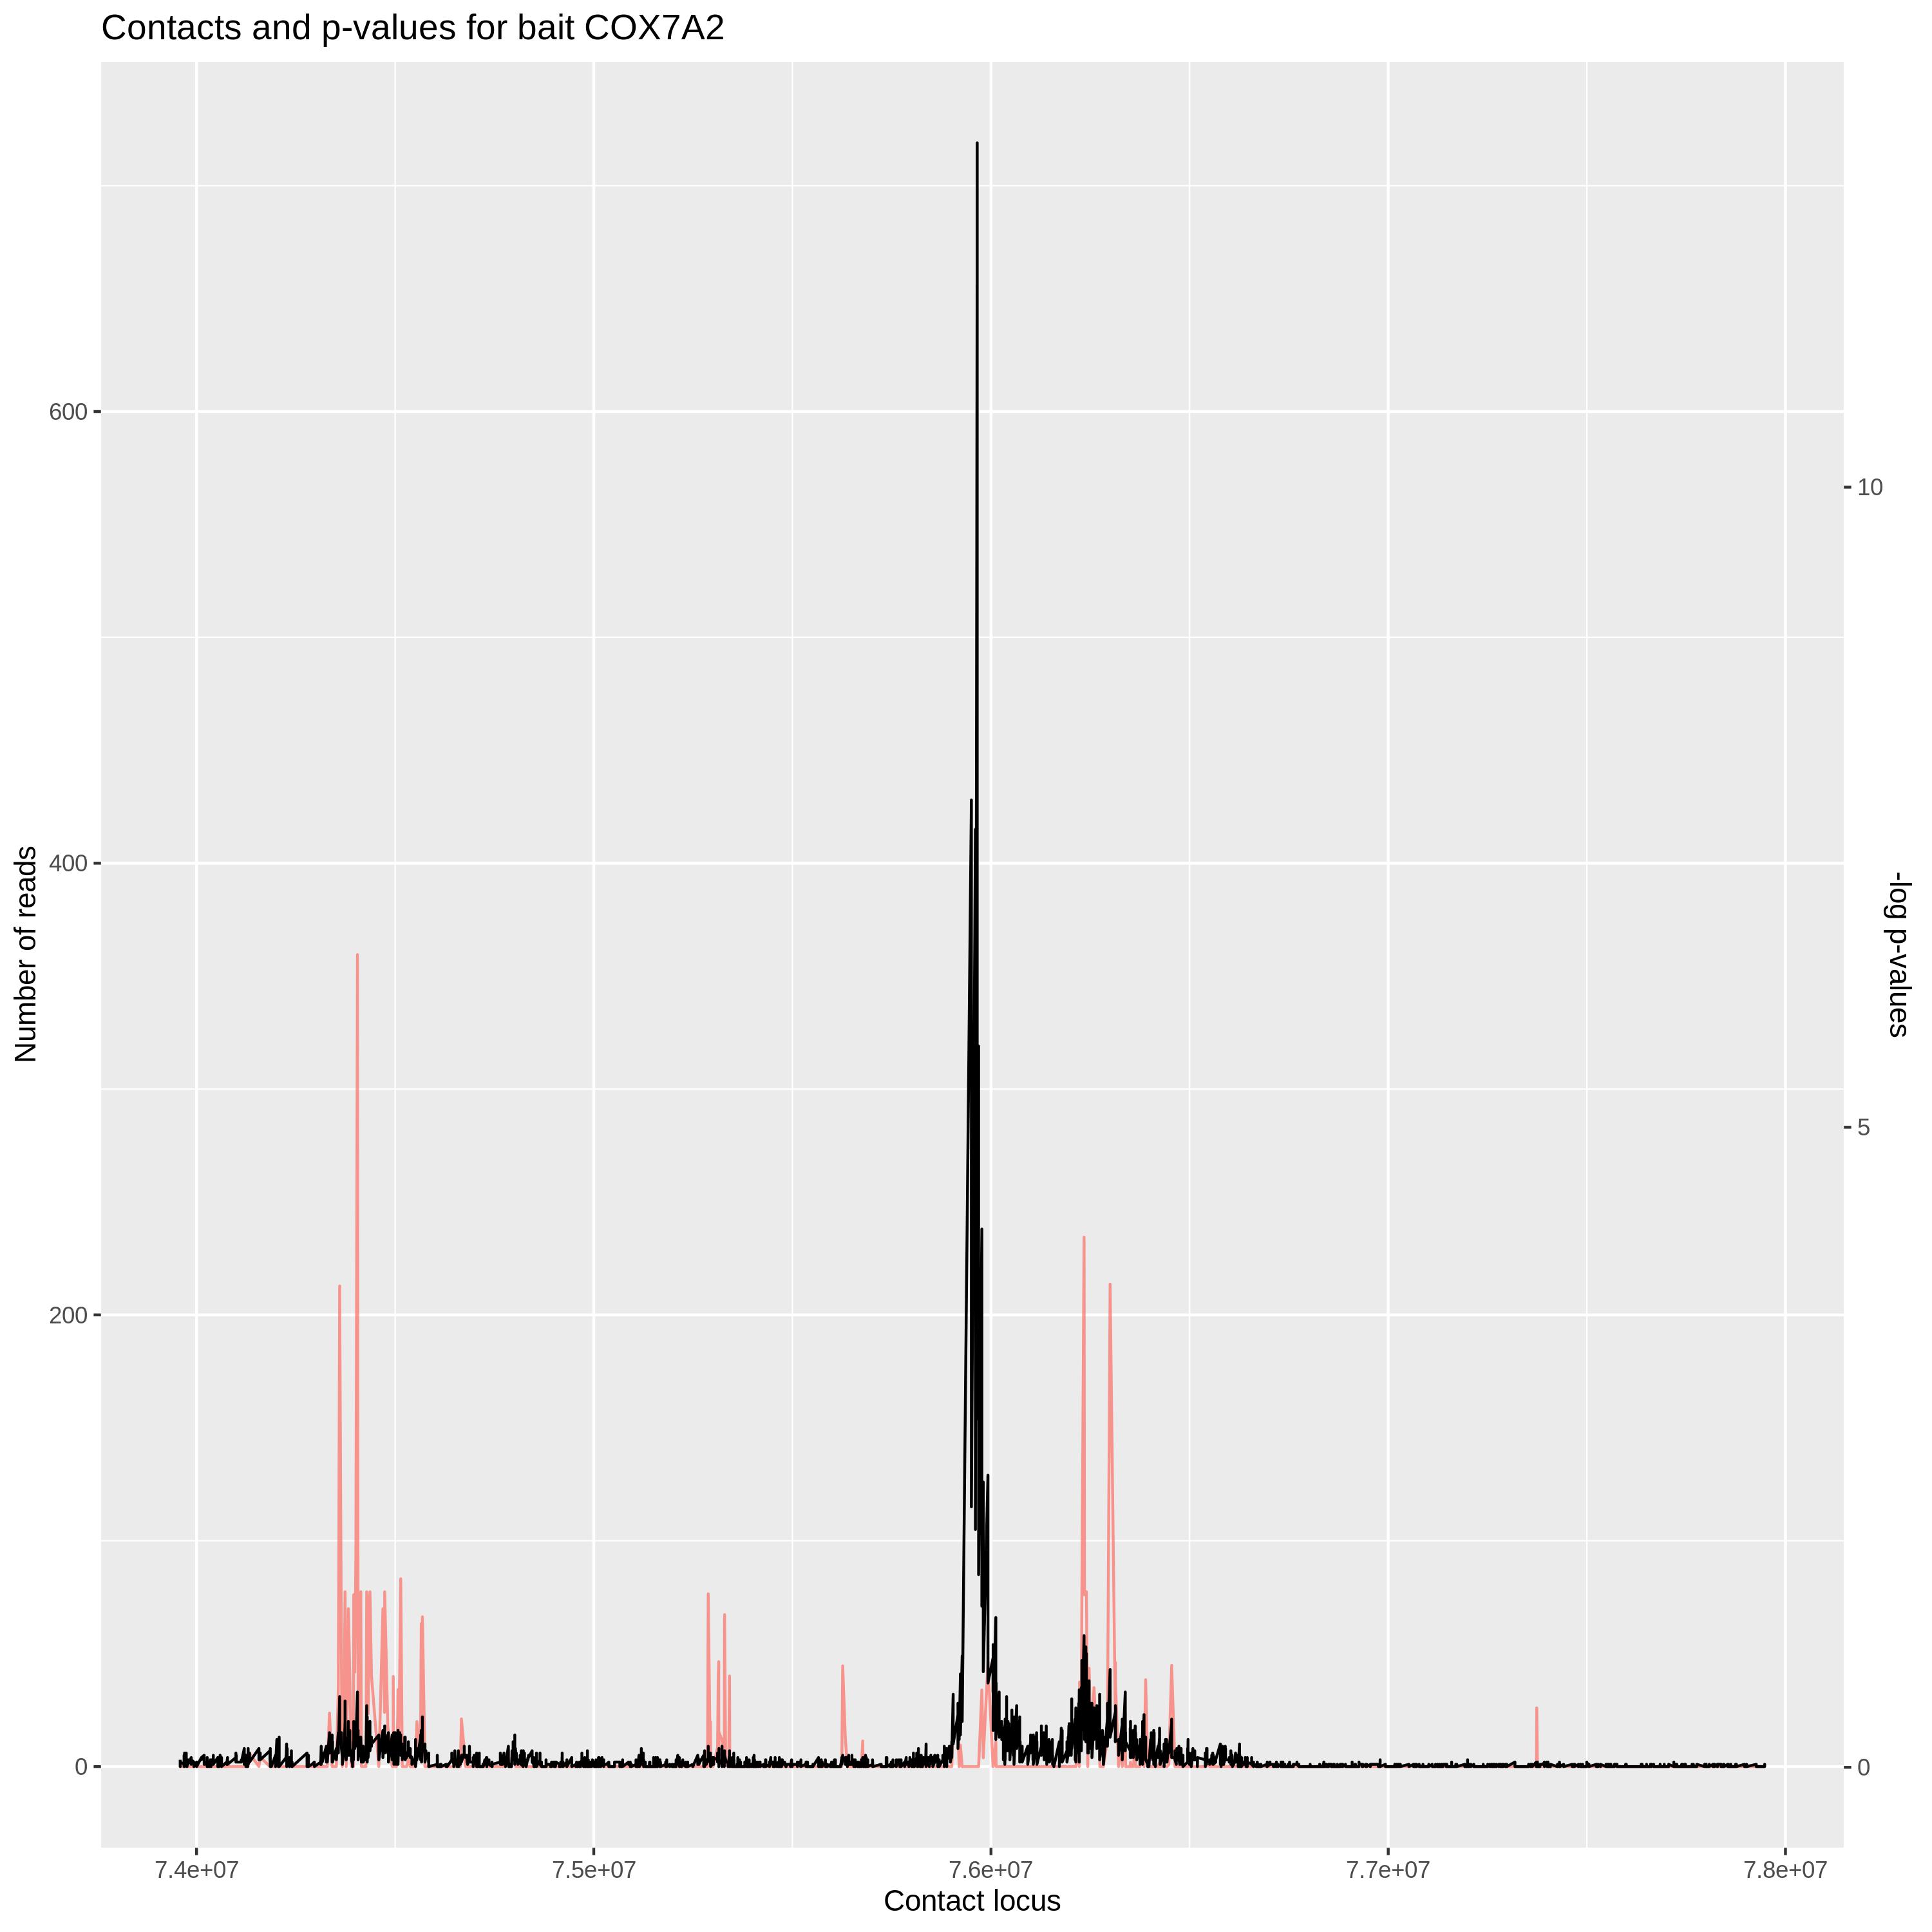 Contacts and p-values for bait COX7A2
Number of reads
600
400
200
0
10
5
0
-log p-values
7.4e+07 7.5e+07 7.6e+07 7.7e+07 7.8e+07
Contact locus